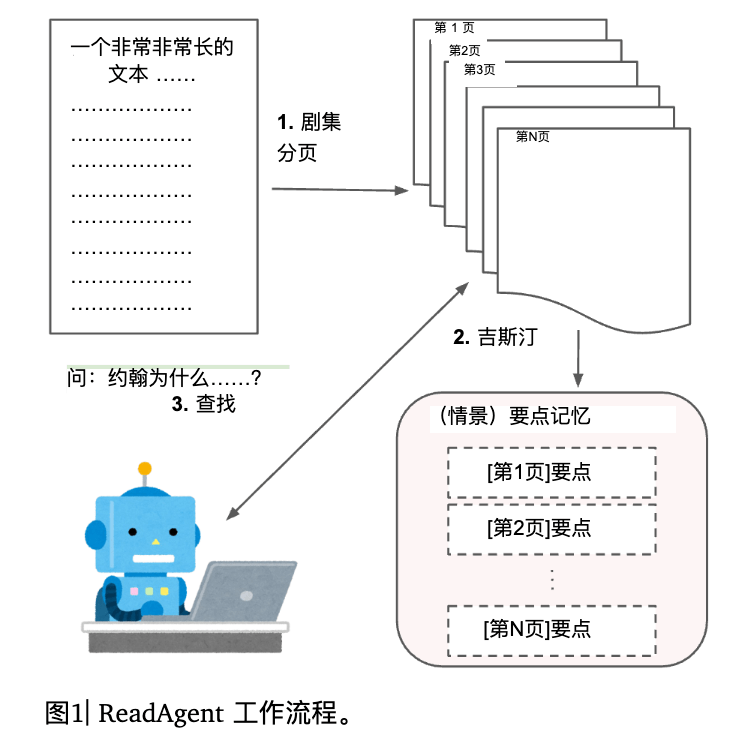 一个非常非常长的
文本 ……
………………
………………
………………
………………
………………
………………
………………
………………
1. 剧集
分页
第 1 页
第2页
第3页
第N页
2. 吉斯汀
问：约翰为什么……?
3. 查找
（情景）要点记忆
[第1页]要点
[第2页]要点
⋮
[第N页]要点
图1| ReadAgent 工作流程。